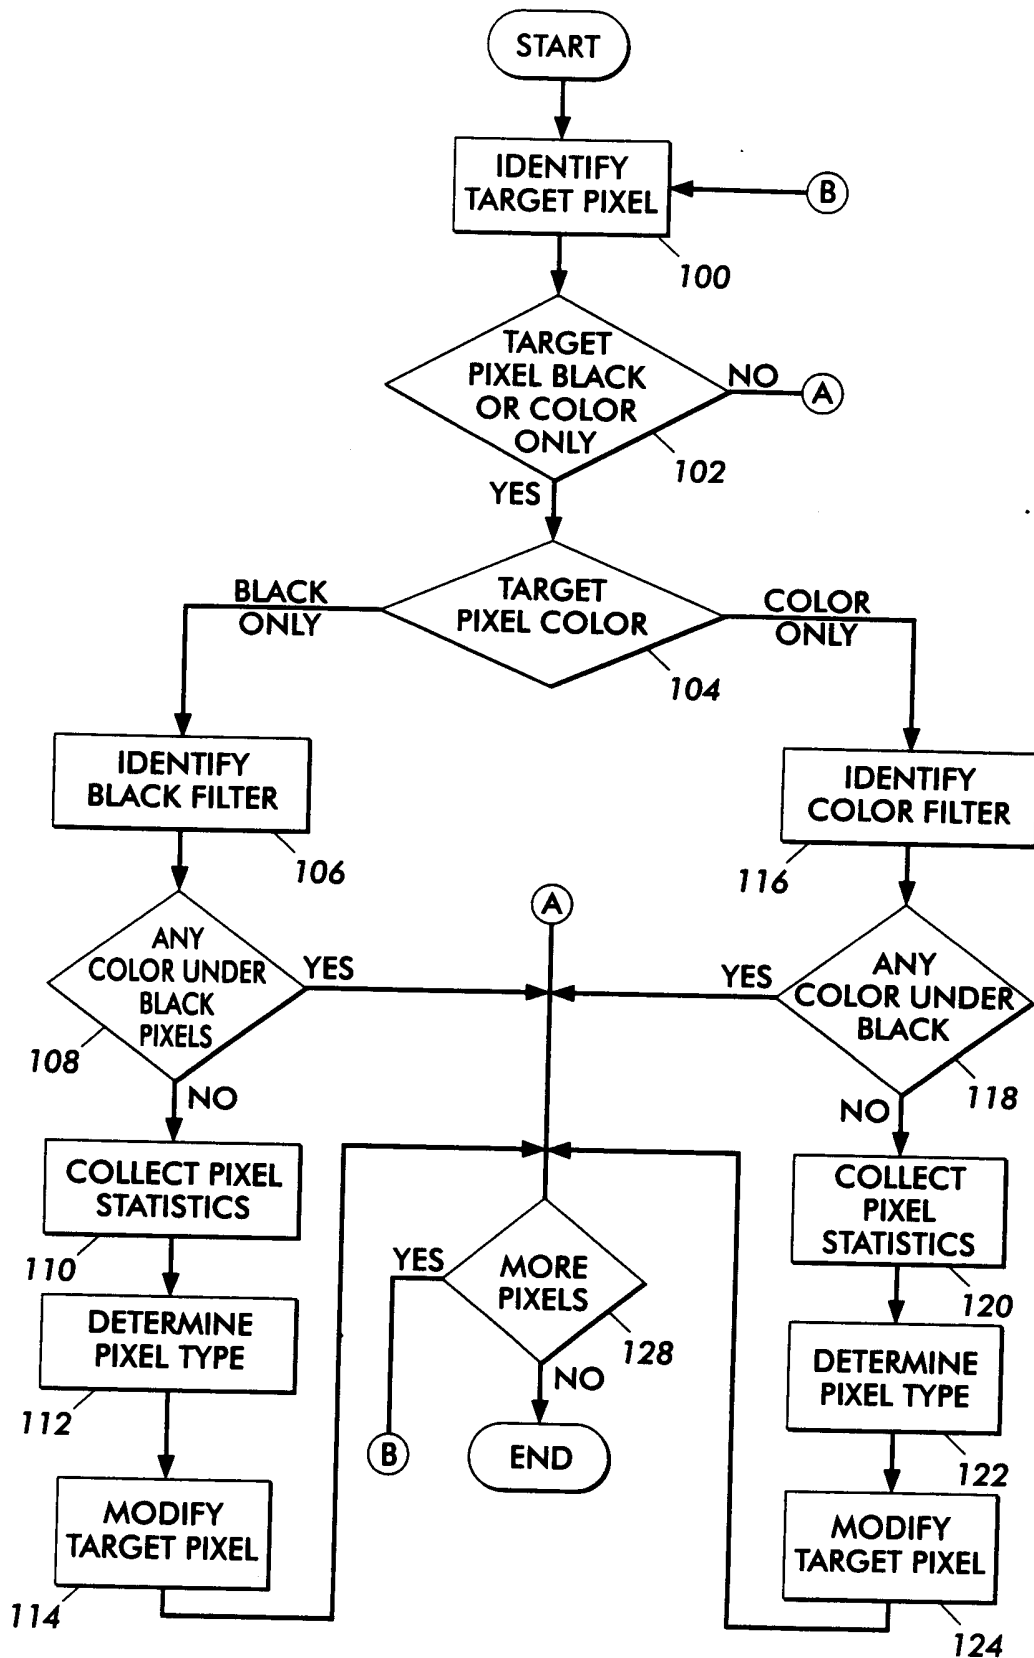 START
IDENTIFY
TARGET PIXEL
B
100
TARGET
PIXEL BLACK
OR COLOR
ONLY
NO
A
102
YES
TARGET
PIXEL COLOR
BLACK
ONLY
COLOR
ONLY
104
IDENTIFY
BLACK FILTER
106
IDENTIFY
COLOR FILTER
116
A
ANY
COLOR UNDER
BLACK
PIXELS
YES
108
NO
YES
ANY
COLOR UNDER
BLACK
118
NO
COLLECT PIXEL
STATISTICS
110
COLLECT
PIXEL
STATISTICS
120
YES
MORE
PIXELS
128
NO
B
END
DETERMINE
PIXEL TYPE
112
DETERMINE
PIXEL TYPE
122
MODIFY
TARGET PIXEL
114
MODIFY
TARGET PIXEL
124